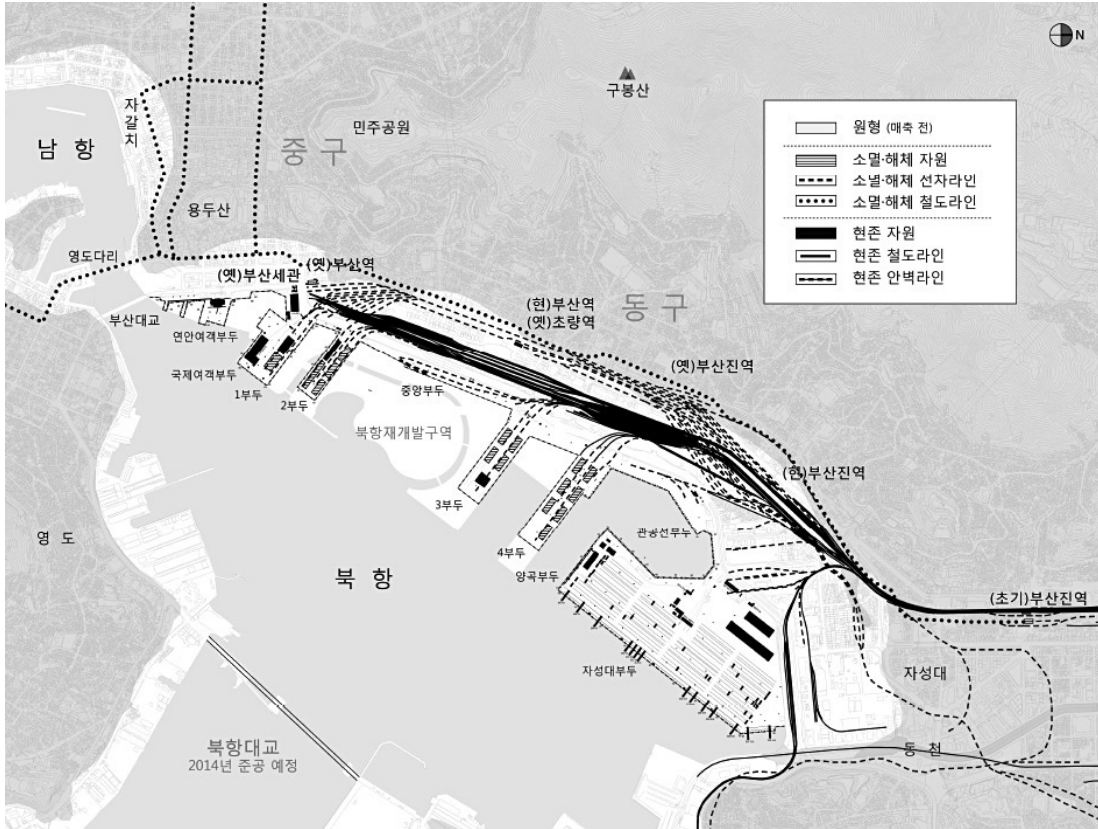 N
구봉산
자갈치
민주공원
남 항
중 구
용두산
영도다리
(옛)부산세관
(옛)부산역
(현)부산역
(옛)초량역
동 구
부산대교
연안여객부두
(옛)부산진역
국제여객부두
1부두
2부두
중앙부두
북항재개발구역
(현)부산진역
3부두
영 도
4부두
관공선부두
양곡부두
북 항
(초기)부산진역
자성대부두
자성대
북항대교
2014년 준공 예정
동 천
원형 (매축 전)
소멸·해체 자원
소멸·해체 선차라인
소멸·해체 철도라인
현존 자원
현존 철도라인
현존 안벽라인